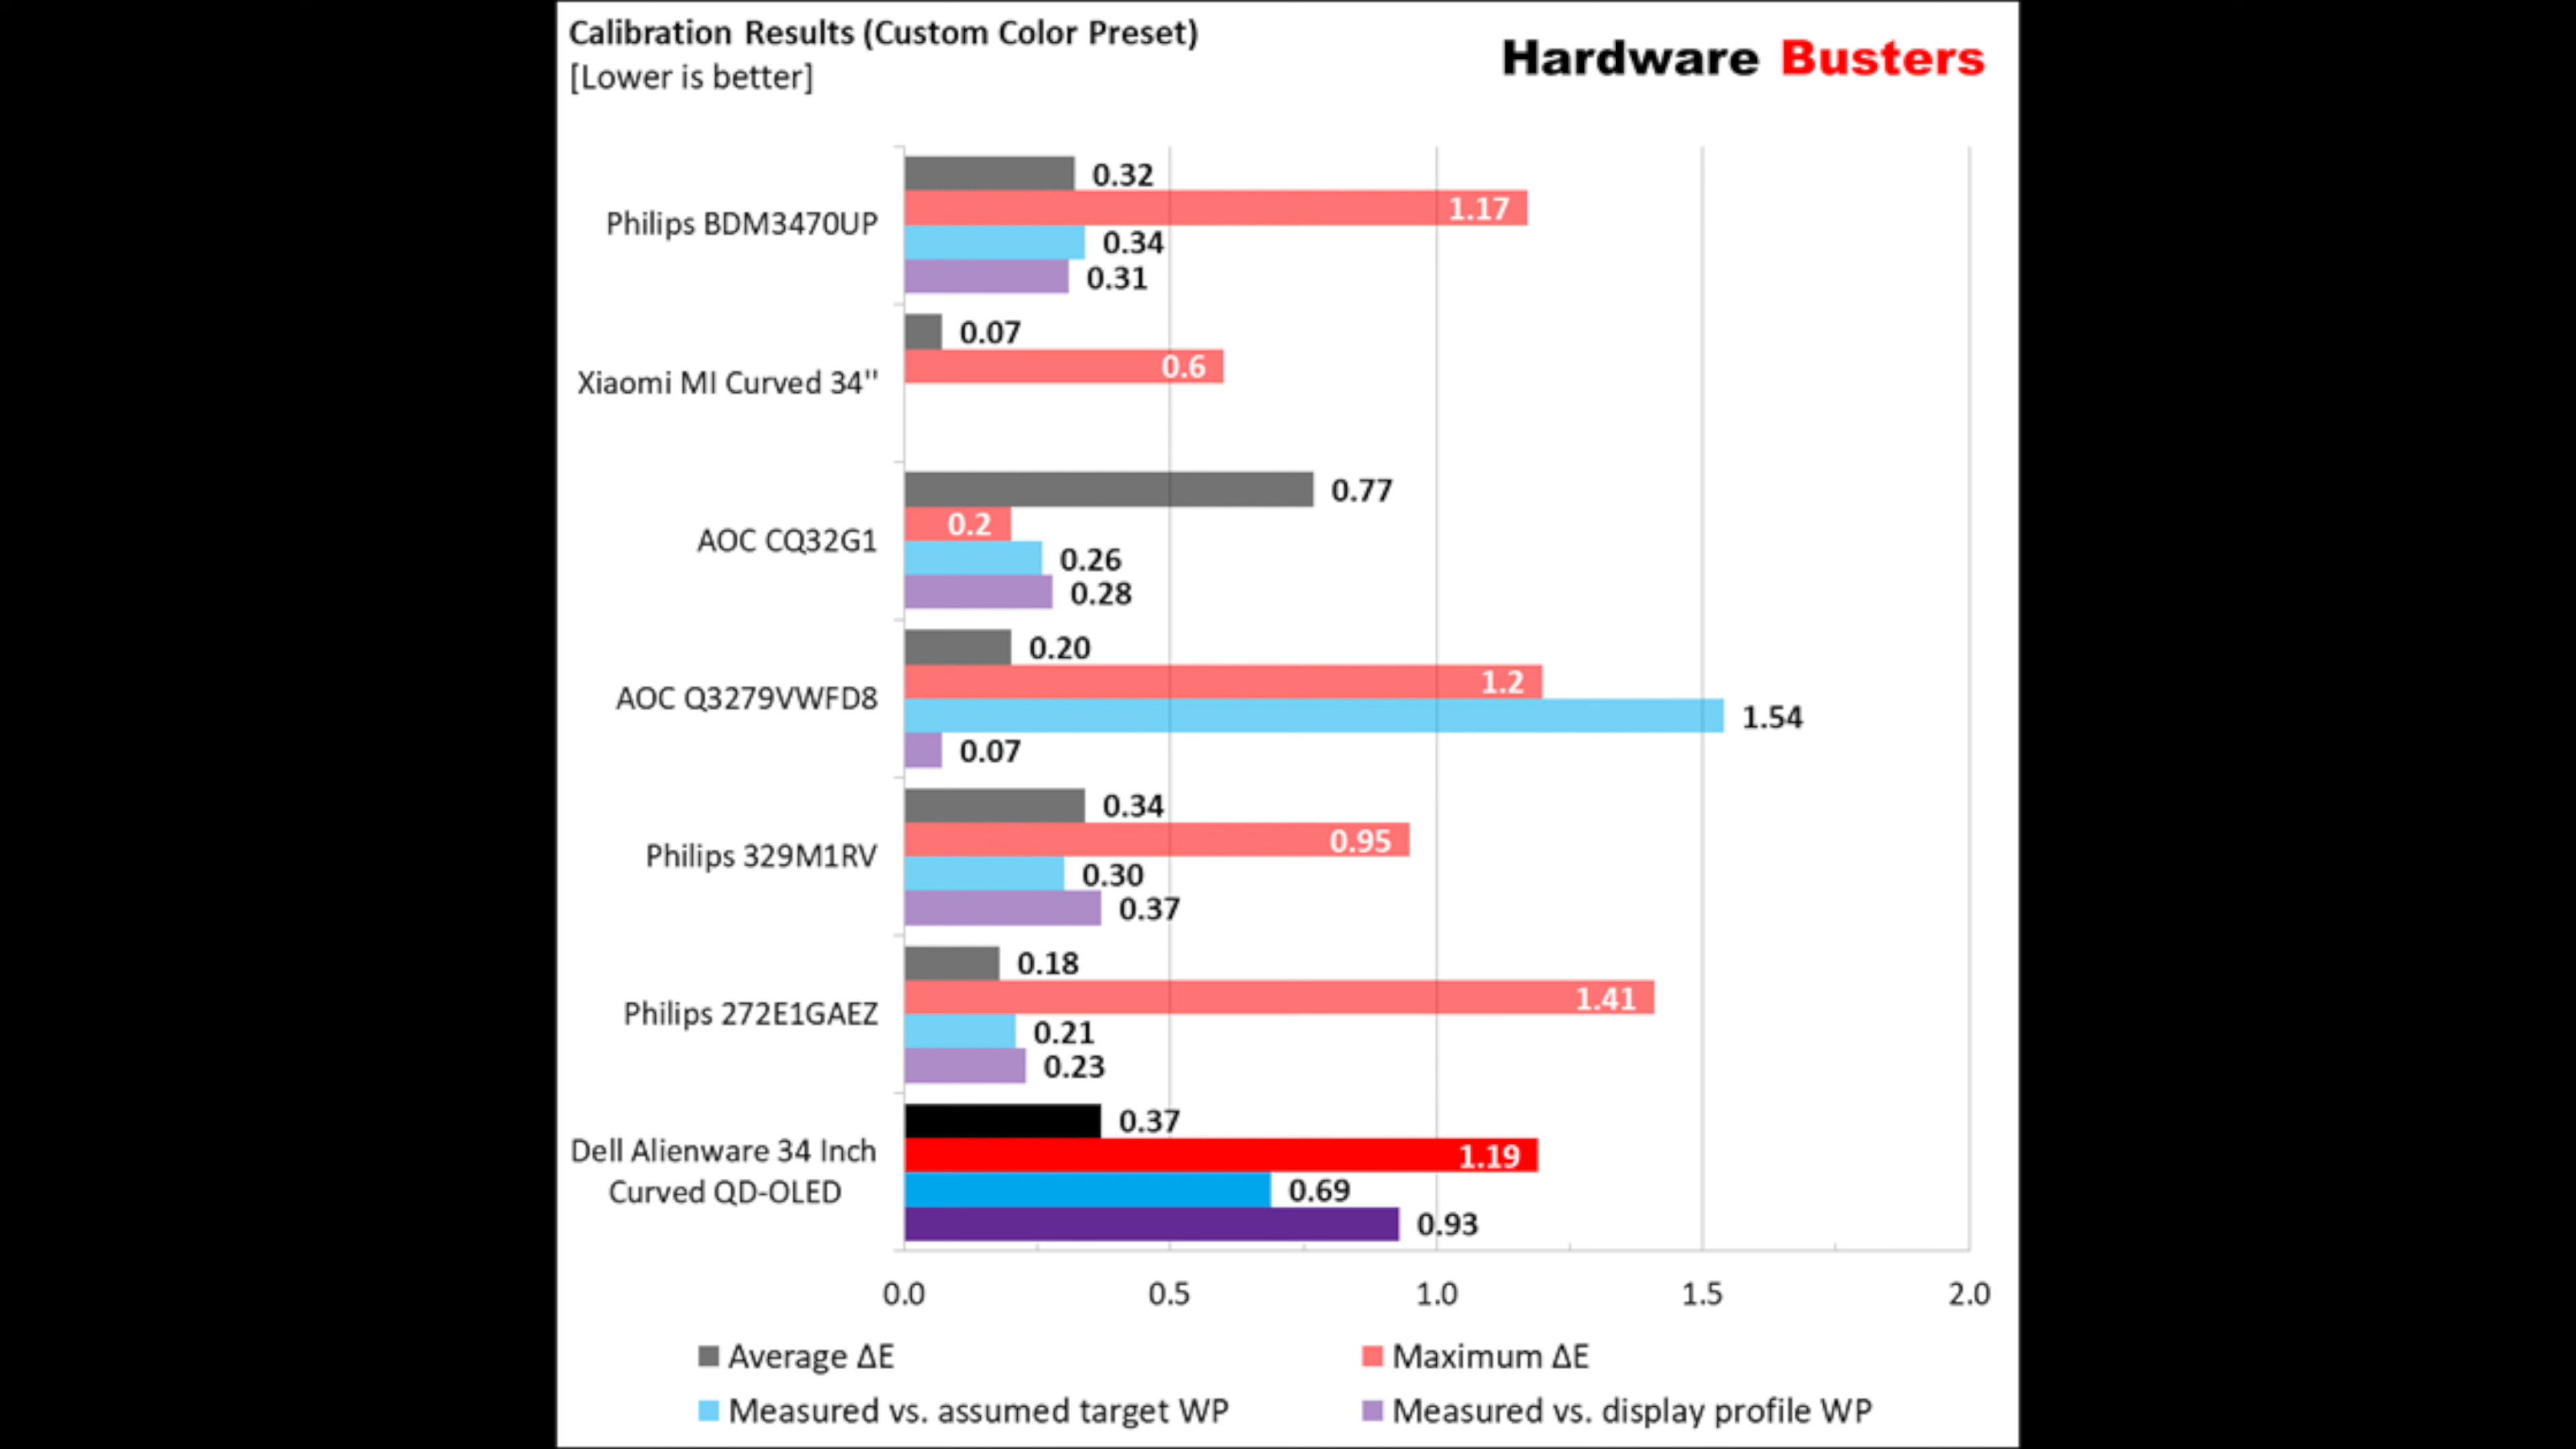 Calibration Results (Custom Color Preset)
[Lower is better]
Hardware Busters
Philips BDM3470UP
0.32
1.17
0.34
0.31
Xiaomi MI Curved 34"
0.07
0.6
AOC CQ32G1
0.77
0.2
0.26
0.28
AOC Q3279VWFD8
0.20
1.2
1.54
0.07
Philips 329M1RV
0.34
0.95
0.30
0.37
Philips 272E1GAEZ
0.18
1.41
0.21
0.23
Dell Alienware 34 Inch
Curved QD-OLED
0.37
1.19
0.69
0.93
0.0 0.5 1.0 1.5 2.0
Average ΔE
Maximum ΔE
Measured vs. assumed target WP
Measured vs. display profile WP